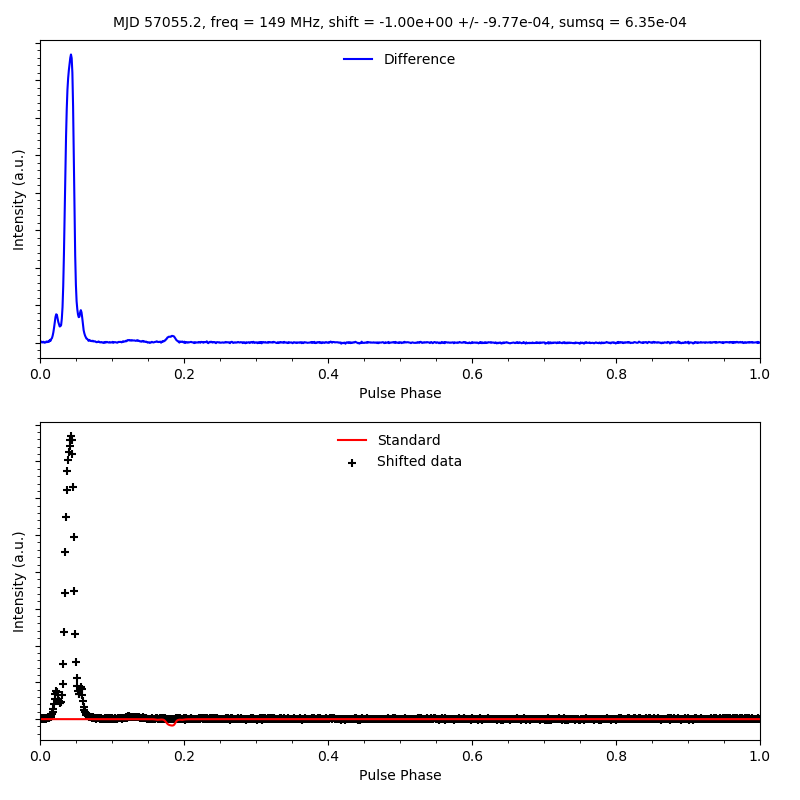 MJD 57055.2, freq = 149 MHz, shift = -1.00e+00 +/- -9.77e-04, sumsq = 6.35e-04
Difference
Intensity (a.u.)
0.0 0.2 0.4 0.6 0.8 1.0
Pulse Phase
Standard
Shifted data
Intensity (a.u.)
0.0 0.2 0.4 0.6 0.8 1.0
Pulse Phase